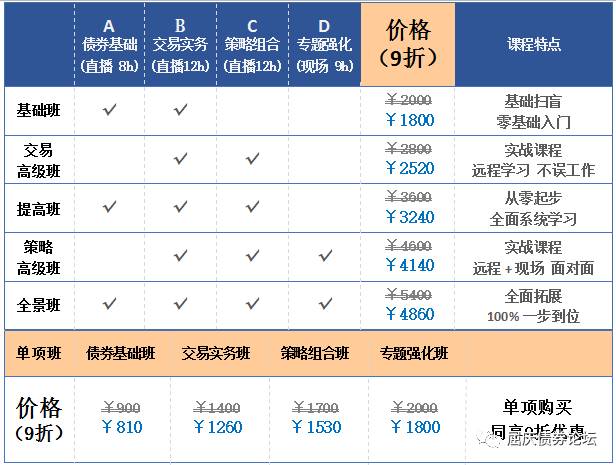 A B C D 价格 课程特点
债券基础 交易实务 策略组合 专题强化 (9折)
(直播 8h) (直播12h) (直播12h) (现场 9h)
基础班 ✓ ✓ ￥2000 基础扫盲
￥1800 零基础入门
交易 ✓ ✓ ￥2800 实战课程
高级班 ￥2520 远程学习 不误工作
提高班 ✓ ✓ ✓ ￥3600 从零起步
￥3240 全面系统学习
策略 ✓ ✓ ✓ ￥4600 实战课程
高级班 ￥4140 远程+现场 面对面
全景班 ✓ ✓ ✓ ✓ ￥5400 全面拓展
￥4860 100%一步到位
单项班 债券基础班 交易实务班 策略组合班 专题强化班
价格 ￥900 ￥1400 ￥1700 ￥2000 单项购买
(9折) ￥810 ￥1260 ￥1530 ￥1800 同享9折优惠
屈庆债券论坛